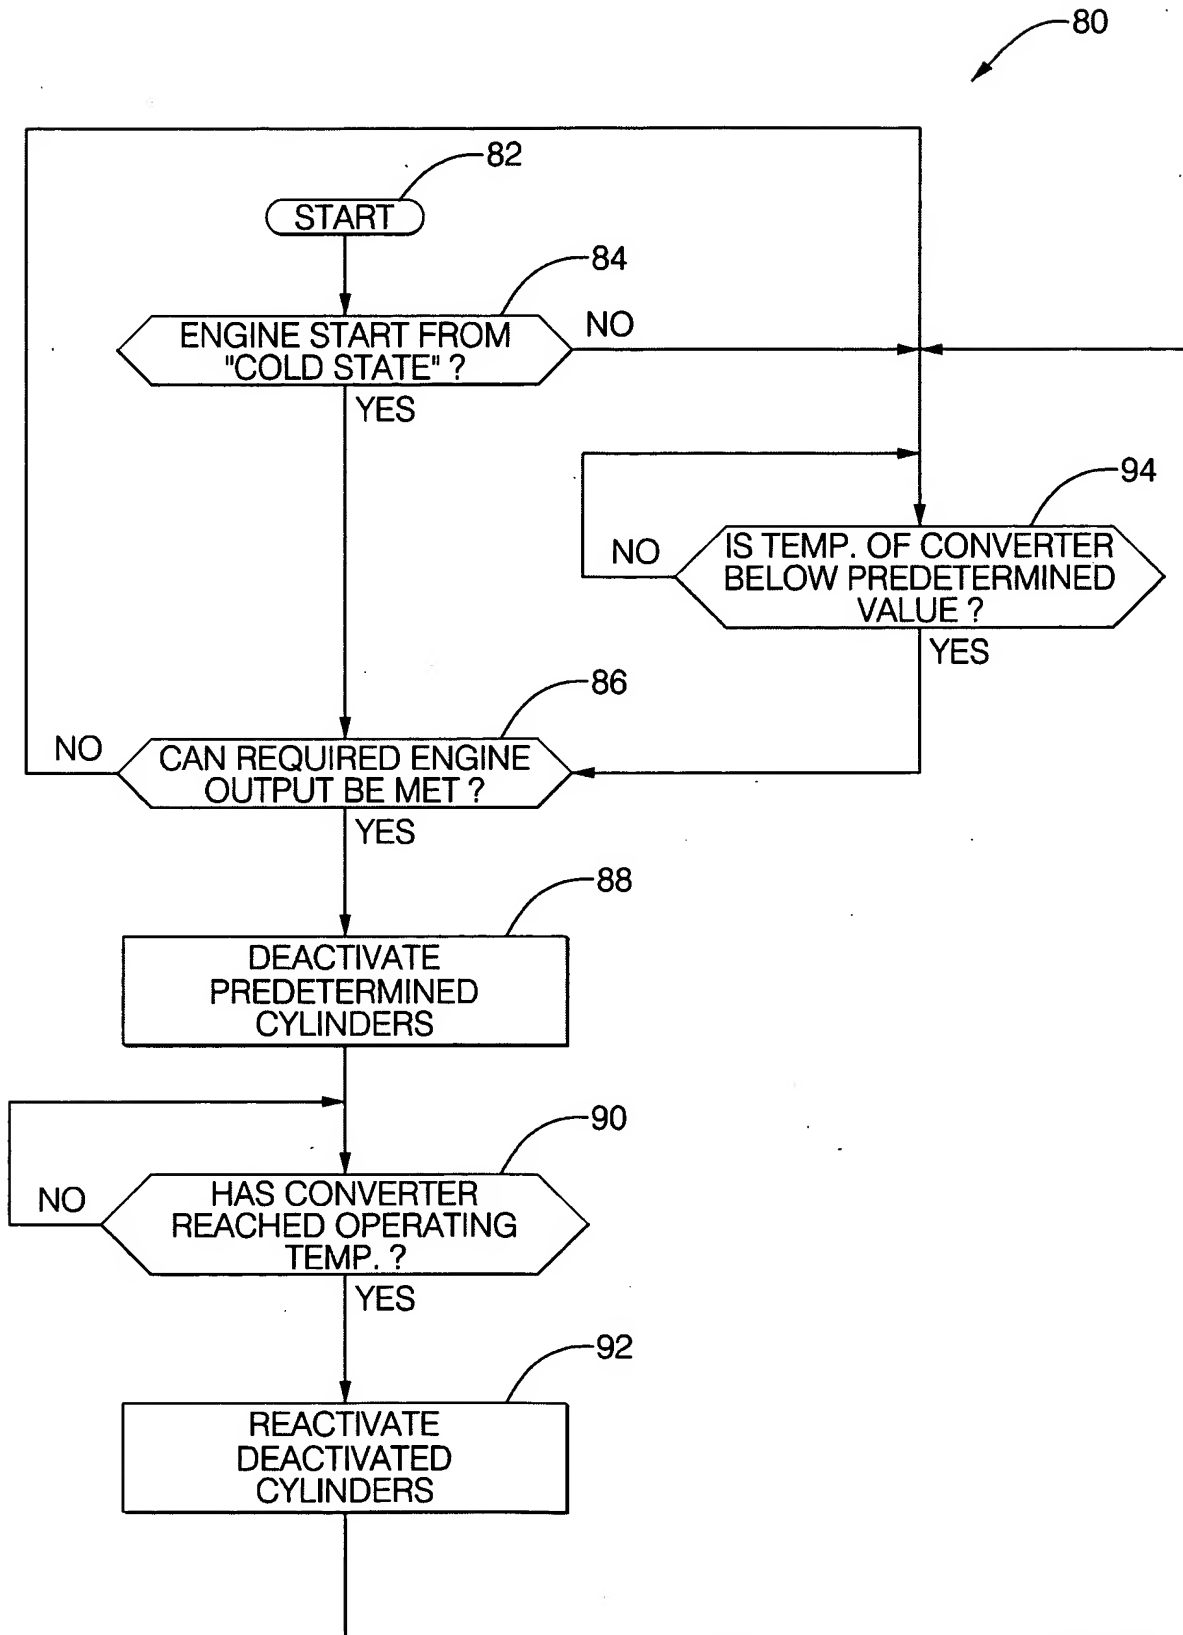 80
82
START
84
ENGINE START FROM
"COLD STATE" ?
NO
YES
94
IS TEMP. OF CONVERTER
BELOW PREDETERMINED
VALUE ?
NO
YES
86
CAN REQUIRED ENGINE
OUTPUT BE MET ?
NO
YES
88
DEACTIVATE
PREDETERMINED
CYLINDERS
90
HAS CONVERTER
REACHED OPERATING
TEMP. ?
NO
YES
92
REACTIVATE
DEACTIVATED
CYLINDERS